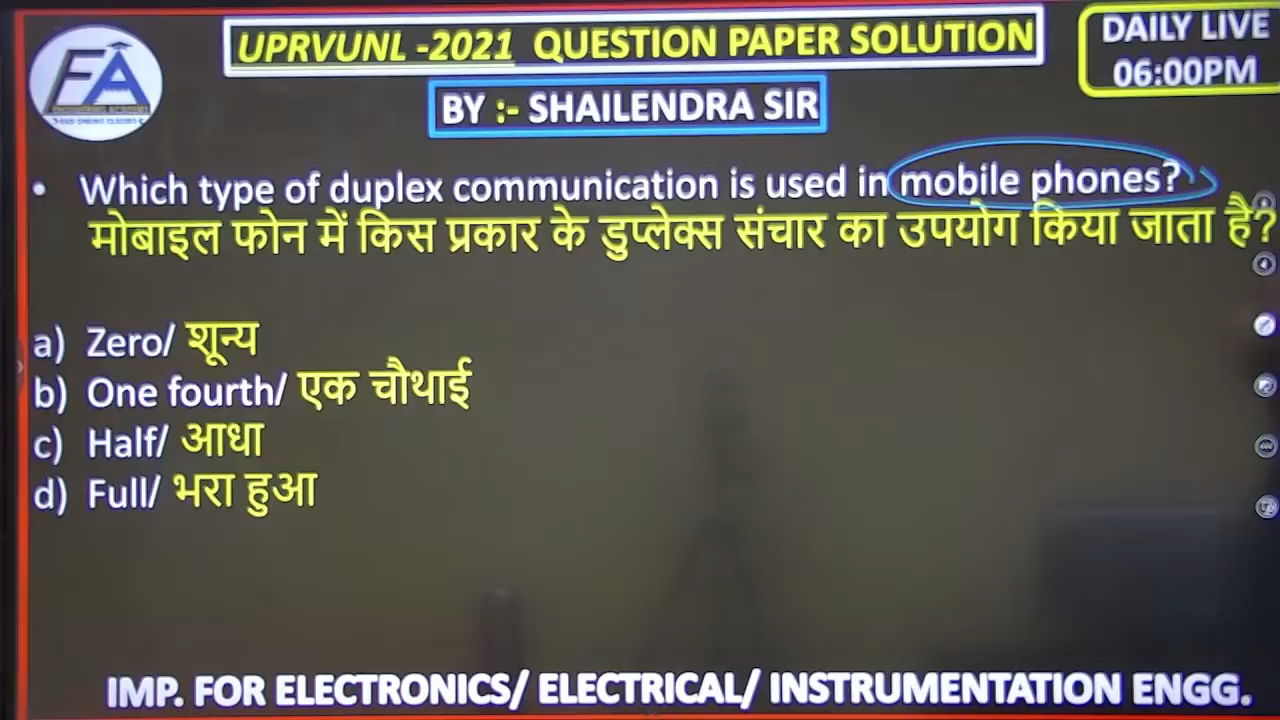 UPRVUNL -2021 QUESTION PAPER SOLUTION
DAILY LIVE
06:00PM
BY :- SHAILENDRA SIR
FA
• Which type of duplex communication is used in mobile phones?
मोबाइल फोन में किस प्रकार के डुप्लेक्स संचार का उपयोग किया जाता है?
a) Zero/ शून्य
b) One fourth/ एक चौथाई
c) Half/ आधा
d) Full/ भरा हुआ
IMP. FOR ELECTRONICS/ ELECTRICAL/ INSTRUMENTATION ENGG.